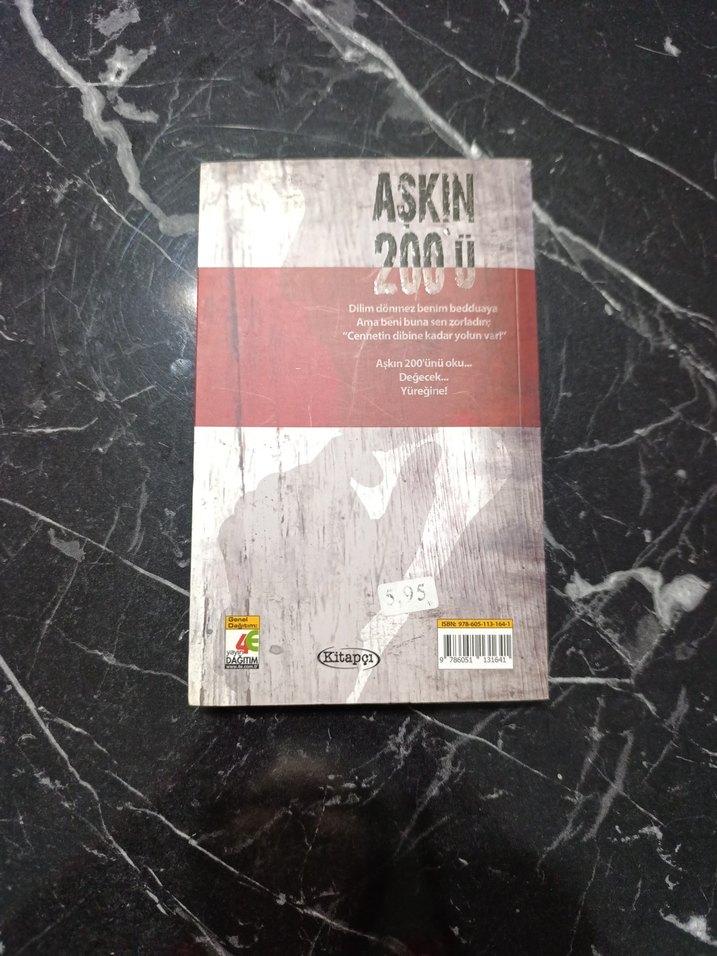 AŞKIN
200'Ü
Dilim dönmez benim bedduaya
Ama beni buna sen zorladın;
“Cennetin dibine kadar yolun var!”
Aşkın 200'ünü oku...
Değecek...
Yüreğine!
5,95
Genel
Dağıtım:
4E
yayın
DAĞITIM
Kitapçı
ISBN: 978-605-113-164-1
9 786051 131641